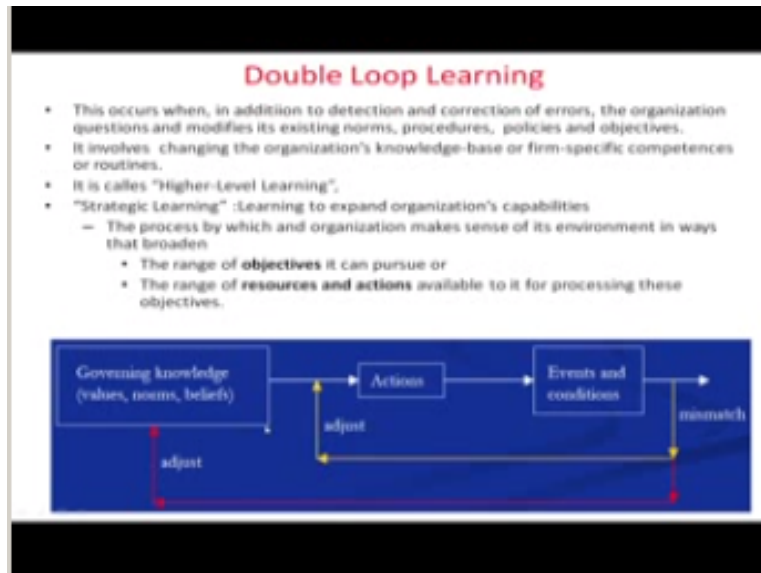 Double Loop Learning
• This occurs when, in additiion to detection and correction of errors, the organization
questions and modifies its existing norms, procedures, policies and objectives.
• It involves changing the organization's knowledge-base or firm-specific competences
or routines.
• It is calles "Higher-Level Learning",
• "Strategic Learning" :Learning to expand organization's capabilities
– The process by which and organization makes sense of its environment in ways
that broaden
• The range of objectives it can pursue or
• The range of resources and actions available to it for processing these
objectives.
Governing knowledge
(values, norms, beliefs)
Actions
Events and
conditions
mismatch
adjust
adjust